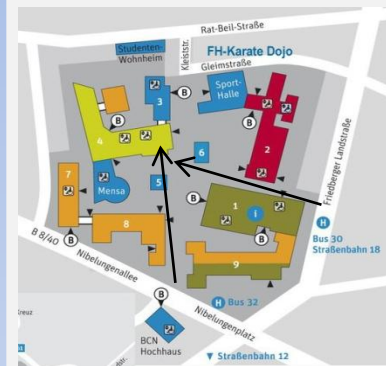 Rat-Beil-Straße
Studenten-
Wohnheim
Kleiststr.
FH-Karate Dojo
Gleimstraße
Sport-
Halle
3
B
B
B
B
4
2
6
Friedberger Landstraße
7
Mensa
5
1
i
H
Bus 30
Straßenbahn 18
8
B
B 8/40
B
9
Nibelungenallee
B
H Bus 32
Nibelungenplatz
BCN
Hochhaus
Straßenbahn 12